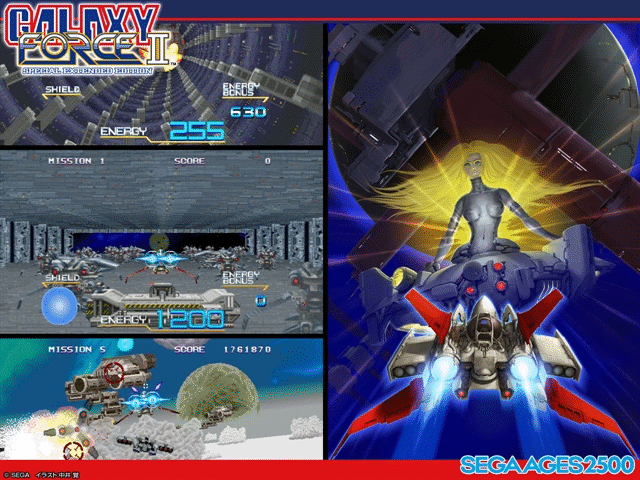 GALAXY
FORCE II™
SPECIAL EXTENDED EDITION
SHIELD
ENERGY
BONUS
630
ENERGY 255
MISSION 1 SCORE 0
SHIELD
ENERGY
BONUS
0
ENERGY 1200
MISSION 5 SCORE 1761870
© SEGA イラスト 中井 覚
SEGA AGES 2500